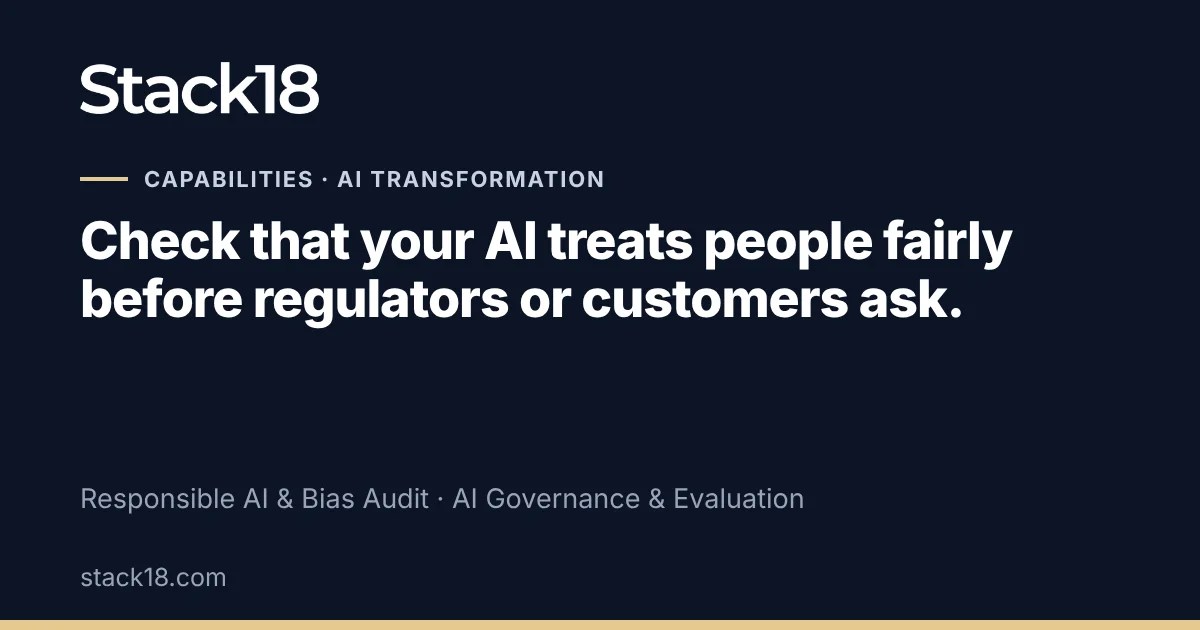 Stack18
CAPABILITIES · AI TRANSFORMATION
Check that your AI treats people fairly
before regulators or customers ask.
Responsible AI & Bias Audit · AI Governance & Evaluation
stack18.com